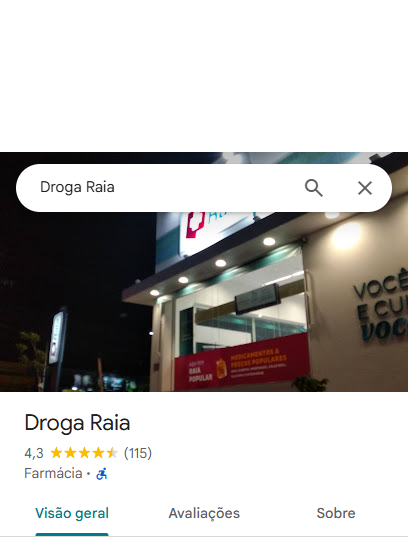 Droga Raia
VOCÊ
E CUI
VOC
RAIA
POPULAR
MEDICAMENTOS A
PREÇOS POPULARES
Droga Raia
4,3 (115)
Farmácia ·
Visão geral Avaliações Sobre